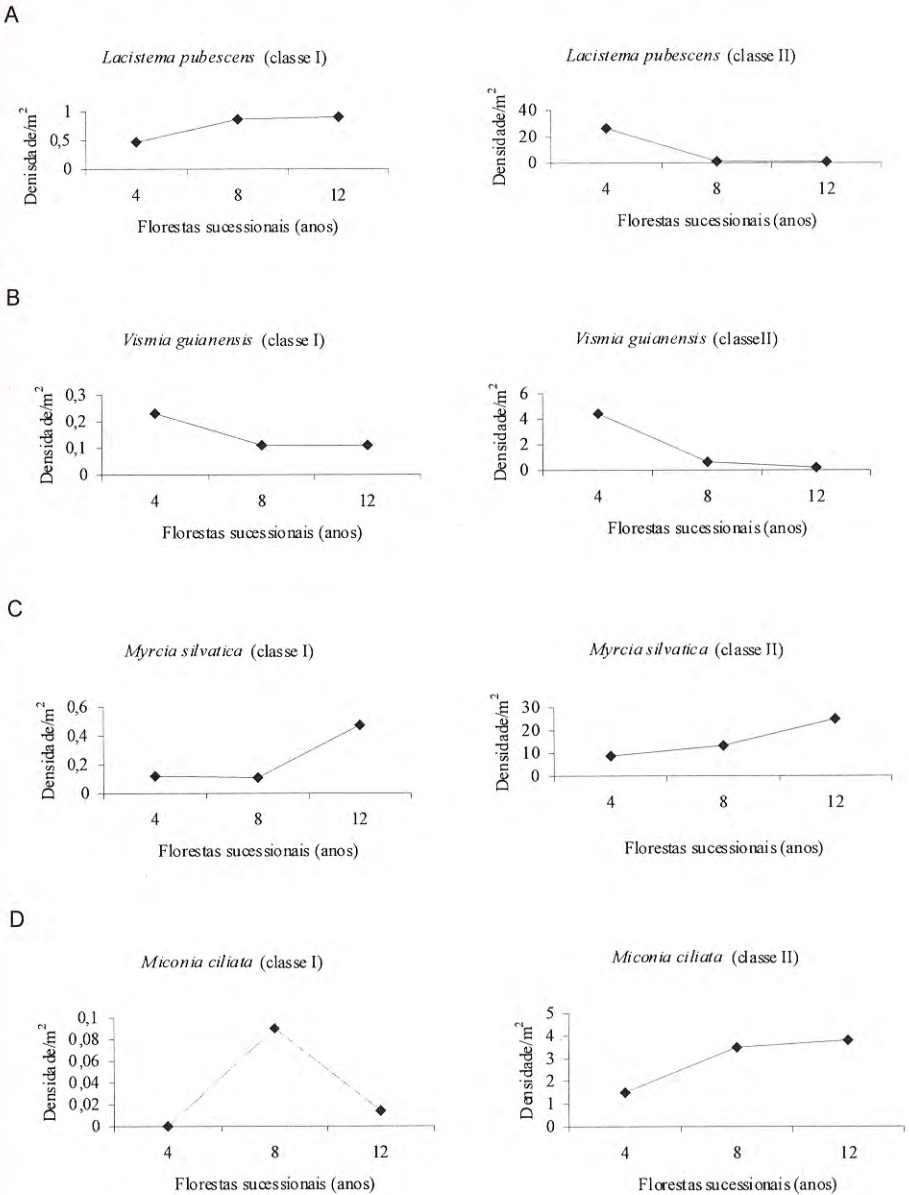 A
Lacistema pubescens (classe I)
Denisdade/m²
1
0,5
0
4 8 12
Florestas sucessionais (anos)
Lacistema pubescens (classe II)
Densidade/m²
40
20
0
4 8 12
Florestas sucessionais (anos)
B
Vismia guianensis (classe I)
Densidade/m²
0,3
0,2
0,1
0
4 8 12
Florestas sucessionais (anos)
Vismia guianensis (classeII)
Densidade/m²
6
4
2
0
4 8 12
Florestas sucessionais (anos)
C
Myrcia silvatica (classe I)
Densidade/m²
0,6
0,4
0,2
0
4 8 12
Florestas sucessionais (anos)
Myrcia silvatica (classe II)
Densidade/m²
30
20
10
0
4 8 12
Florestas sucessionais (anos)
D
Miconia ciliata (classe I)
Densidade/m²
0,1
0,08
0,06
0,04
0,02
0
4 8 12
Florestas sucessionais (anos)
Miconia ciliata (classe II)
Densidade/m²
5
4
3
2
1
0
4 8 12
Florestas sucessionais (anos)